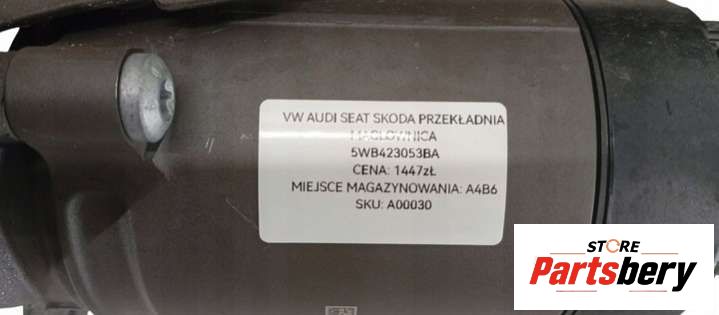 VW AUDI SEAT SKODA PRZEKŁADNIA
MAGLOWNICA
5WB423053BA
CENA: 1447zŁ
MIEJSCE MAGAZYNOWANIA: A4B6
SKU: A00030
STORE
Partsbery